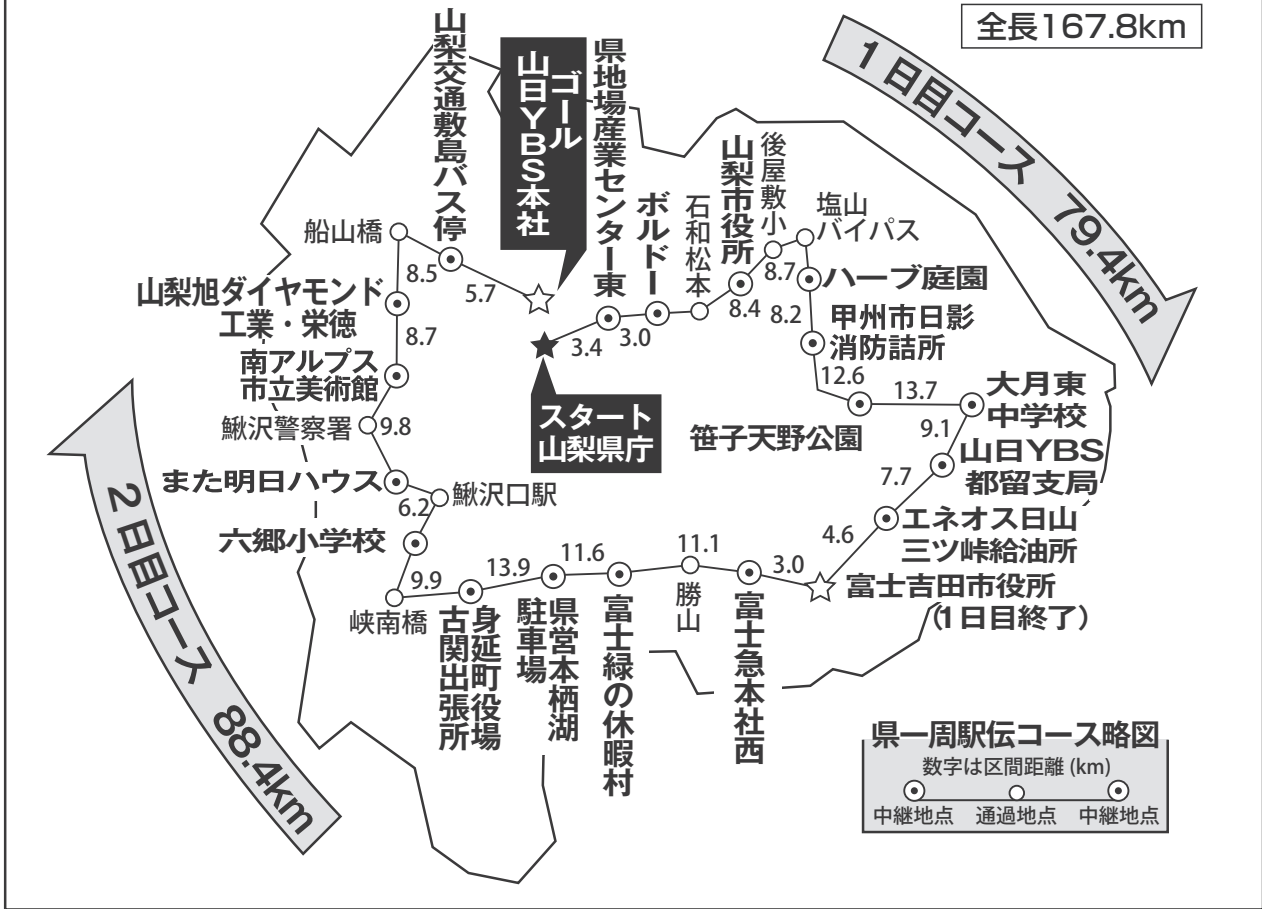 全長167.8km
1日目コース 79.4km
2日目コース 88.4km
スタート
山梨県庁
3.4
県地場産業センター東
3.0
ボルドー
石和松本
8.4
山梨市役所
後屋敷小
8.7
塩山
バイパス
ハーブ庭園
8.2
甲州市日影
消防詰所
12.6
笹子天野公園
13.7
大月東
中学校
9.1
山日YBS
都留支局
7.7
エネオス日山
三ツ峠給油所
4.6
富士吉田市役所
(1日目終了)
3.0
富士急本社西
11.1
勝山
富士緑の休暇村
11.6
県営本栖湖
駐車場
13.9
身延町役場
古関出張所
9.9
峡南橋
六郷小学校
6.2
鰍沢口駅
また明日ハウス
9.8
鰍沢警察署
南アルプス
市立美術館
8.7
山梨旭ダイヤモンド
工業・栄徳
8.5
船山橋
山梨交通敷島バス停
5.7
ゴール
山日YBS本社
県一周駅伝コース略図
数字は区間距離 (km)
中継地点 通過地点 中継地点